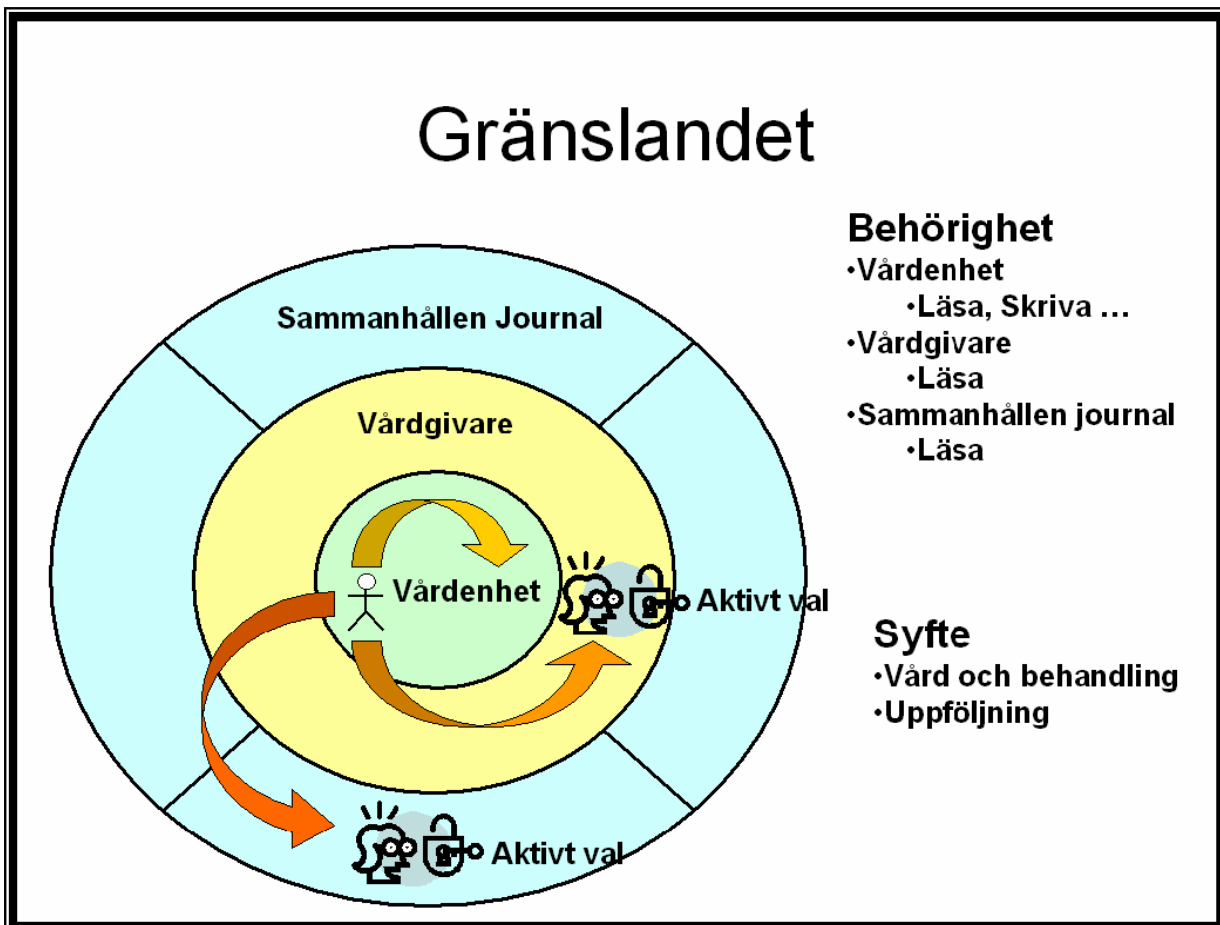 Gränslandet
Sammanhållen Journal
Vårdgivare
Vårdenhet
Aktivt val
Aktivt val
Behörighet
•Vårdenhet
•Läsa, Skriva ...
•Vårdgivare
•Läsa
•Sammanhållen journal
•Läsa
Syfte
•Vård och behandling
•Uppföljning